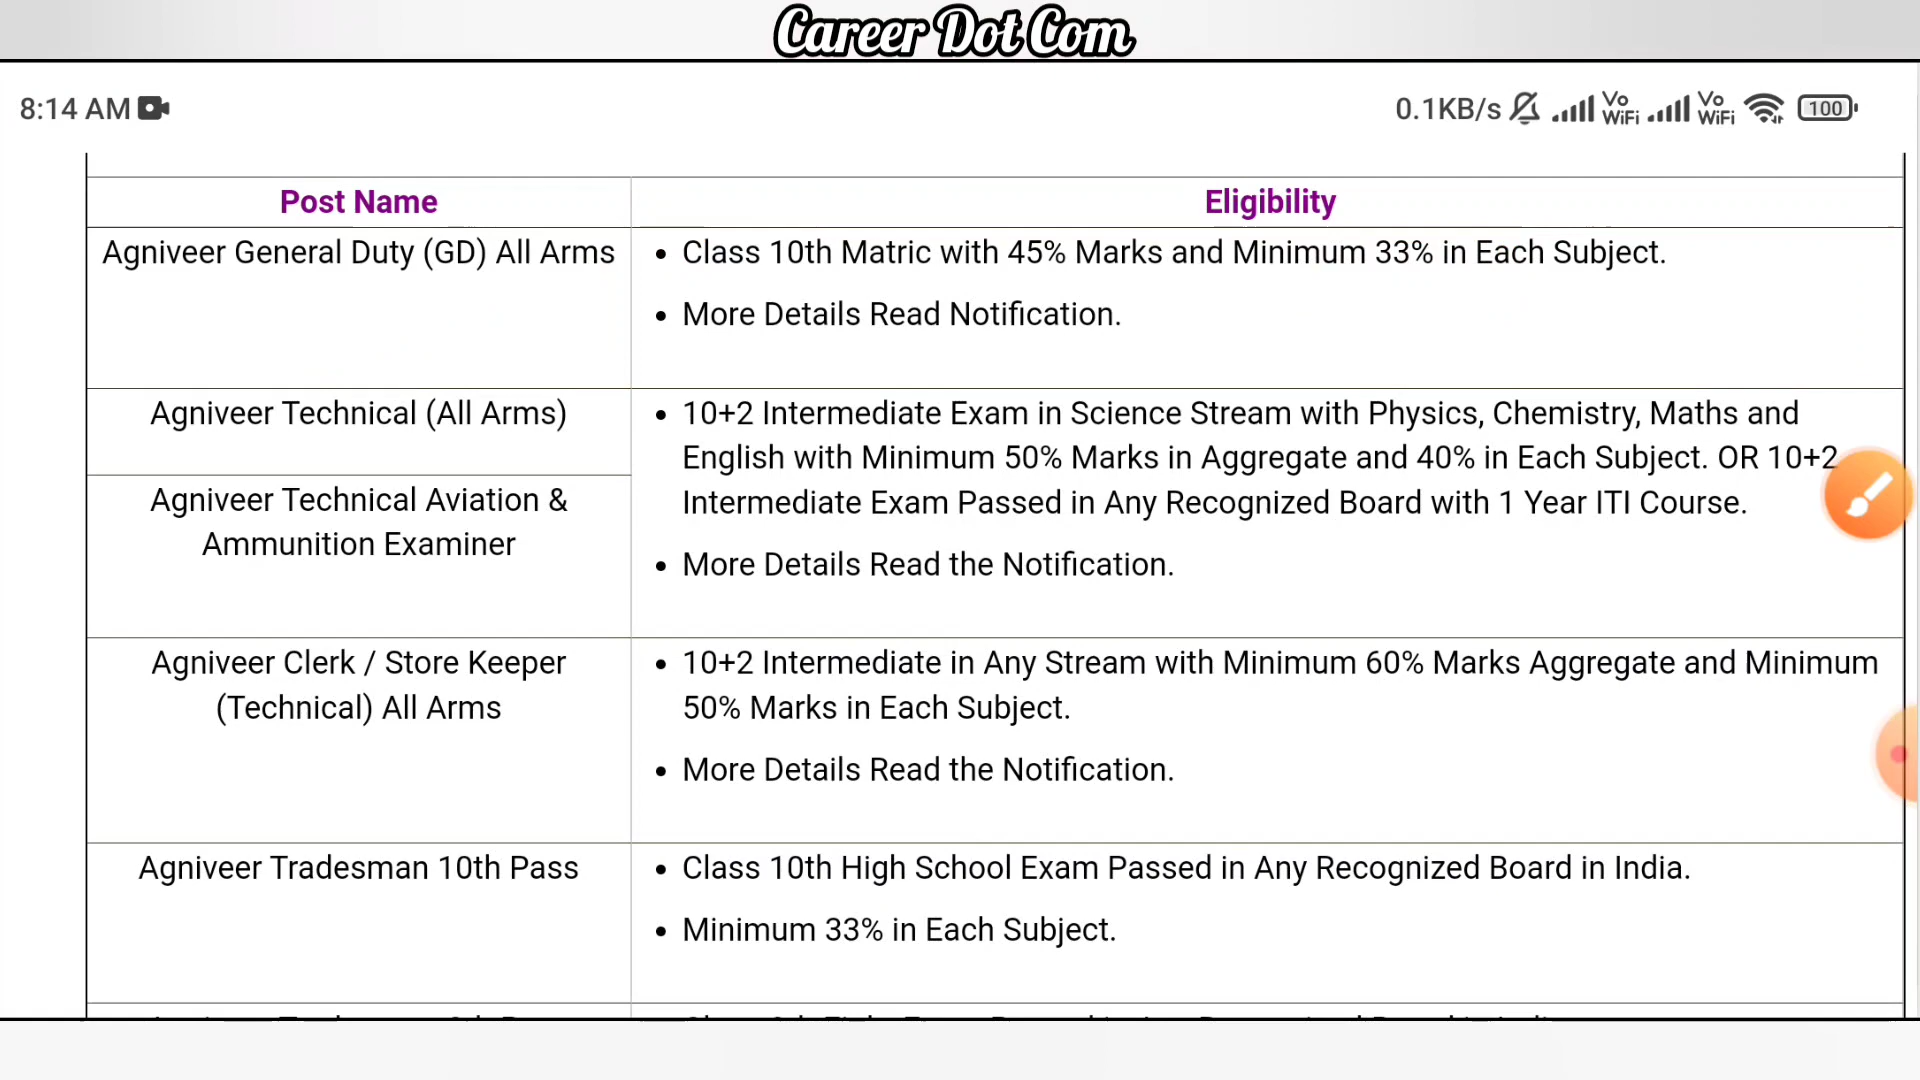 Career Dot Com
8:14 AM
0.1KB/s Vo WiFi Vo WiFi 100
Post Name
Eligibility
Agniveer General Duty (GD) All Arms
• Class 10th Matric with 45% Marks and Minimum 33% in Each Subject.
• More Details Read Notification.
Agniveer Technical (All Arms)
Agniveer Technical Aviation &
Ammunition Examiner
• 10+2 Intermediate Exam in Science Stream with Physics, Chemistry, Maths and
English with Minimum 50% Marks in Aggregate and 40% in Each Subject. OR 10+2
Intermediate Exam Passed in Any Recognized Board with 1 Year ITI Course.
• More Details Read the Notification.
Agniveer Clerk / Store Keeper
(Technical) All Arms
• 10+2 Intermediate in Any Stream with Minimum 60% Marks Aggregate and Minimum
50% Marks in Each Subject.
• More Details Read the Notification.
Agniveer Tradesman 10th Pass
• Class 10th High School Exam Passed in Any Recognized Board in India.
• Minimum 33% in Each Subject.